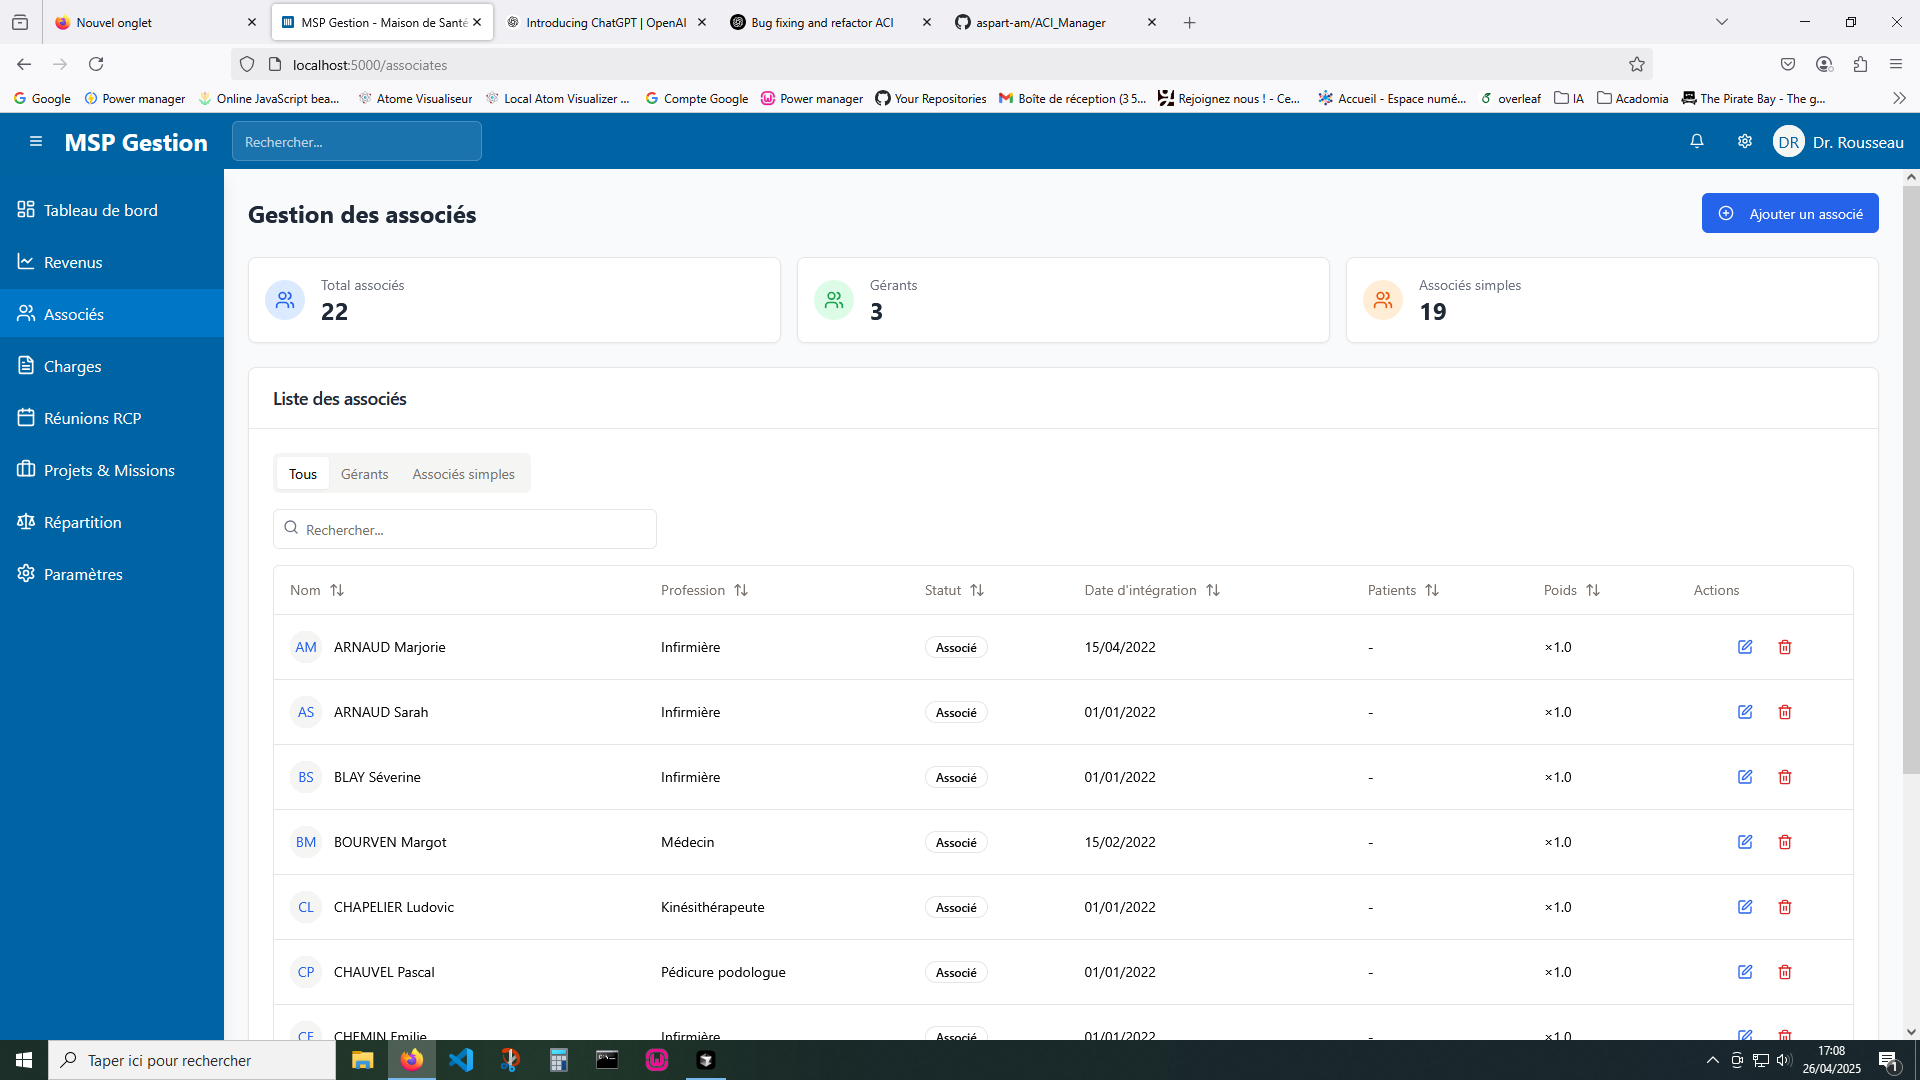 Nouvel onglet
MSP Gestion - Maison de Santé
Introducing ChatGPT | OpenAI
Bug fixing and refactor ACI
aspart-am/ACI_Manager
localhost:5000/associates
Google
Power manager
Online JavaScript bea...
Atome Visualiseur
Local Atom Visualizer ...
Compte Google
Power manager
Your Repositories
Boîte de réception (3 5...
Rejoignez nous ! - Ce...
Accueil - Espace numé...
overleaf
IA
Acadomia
The Pirate Bay - The g...
MSP Gestion
Rechercher...
DR
Dr. Rousseau
Tableau de bord
Revenus
Associés
Charges
Réunions RCP
Projets & Missions
Répartition
Paramètres
Gestion des associés
Ajouter un associé
Total associés
22
Gérants
3
Associés simples
19
Liste des associés
Tous Gérants Associés simples
Rechercher...
Nom Profession Statut Date d'intégration Patients Poids Actions
AM ARNAUD Marjorie Infirmière Associé 15/04/2022 - ×1.0
AS ARNAUD Sarah Infirmière Associé 01/01/2022 - ×1.0
BS BLAY Séverine Infirmière Associé 01/01/2022 - ×1.0
BM BOURVEN Margot Médecin Associé 15/02/2022 - ×1.0
CL CHAPELIER Ludovic Kinésithérapeute Associé 01/01/2022 - ×1.0
CP CHAUVEL Pascal Pédicure podologue Associé 01/01/2022 - ×1.0
CE CHEMIN Emilie Infirmière Associé 01/01/2022 - ×1.0
Taper ici pour rechercher
17:08
26/04/2025
1